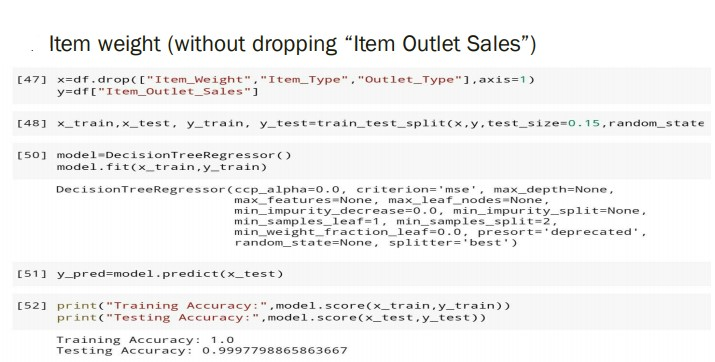 . Item weight (without dropping “Item Outlet Sales”)
[47] x=df.drop(["Item_Weight","Item_Type","Outlet_Type"],axis=1)
y=df["Item_Outlet_Sales"]
[48] x_train,x_test, y_train, y_test=train_test_split(x,y,test_size=0.15,random_state
[50] model=DecisionTreeRegressor()
model.fit(x_train,y_train)
DecisionTreeRegressor(ccp_alpha=0.0, criterion='mse', max_depth=None,
max_features=None, max_leaf_nodes=None,
min_impurity_decrease=0.0, min_impurity_split=None,
min_samples_leaf=1, min_samples_split=2,
min_weight_fraction_leaf=0.0, presort='deprecated',
random_state=None, splitter='best')
[51] y_pred=model.predict(x_test)
[52] print("Training Accuracy:",model.score(x_train,y_train))
print("Testing Accuracy:",model.score(x_test,y_test))
Training Accuracy: 1.0
Testing Accuracy: 0.9997798865863667